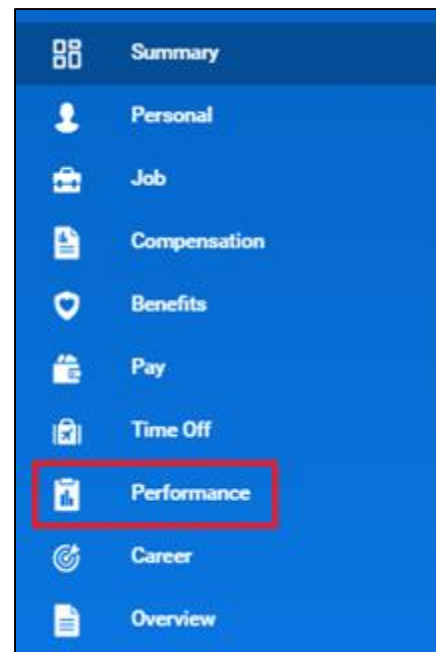 Summary
Personal
Job
Compensation
Benefits
Pay
Time Off
Performance
Career
Overview